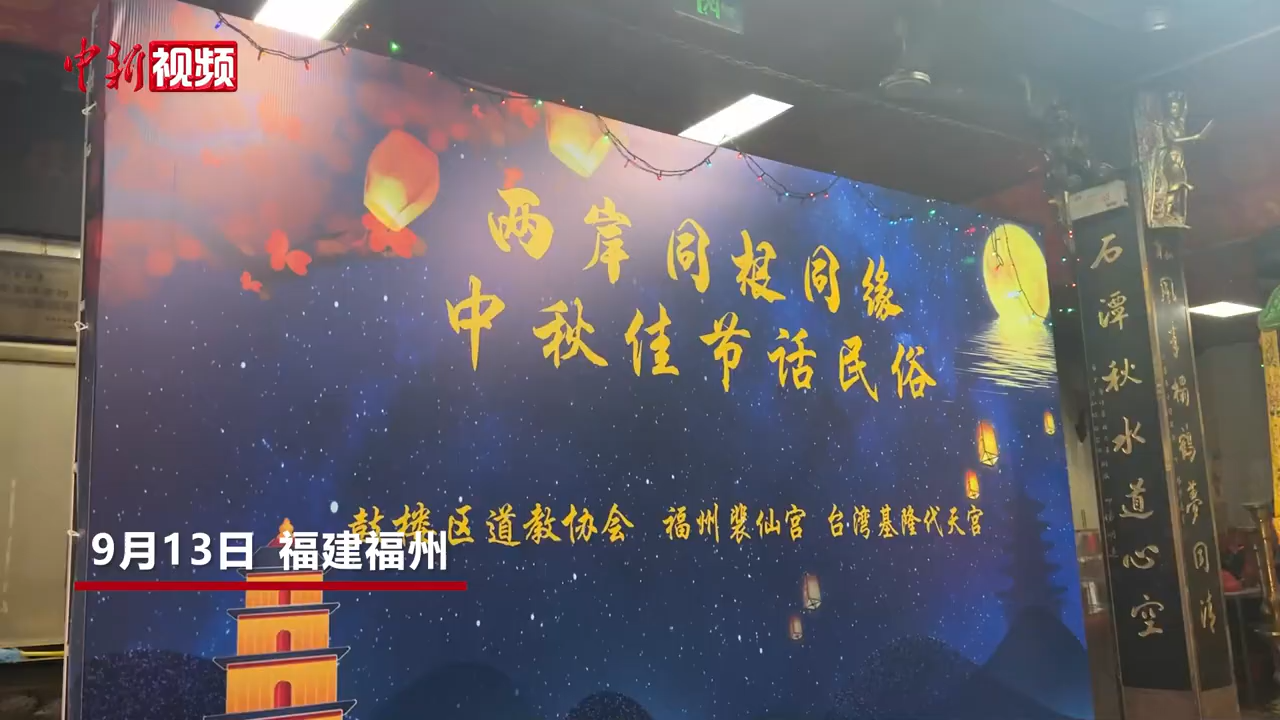 中新视频
两岸同根同缘
中秋佳节话民俗
鼓楼区道教协会 福州裴仙宫 台湾基隆代天宫
9月13日 福建福州
石潭秋水道心空